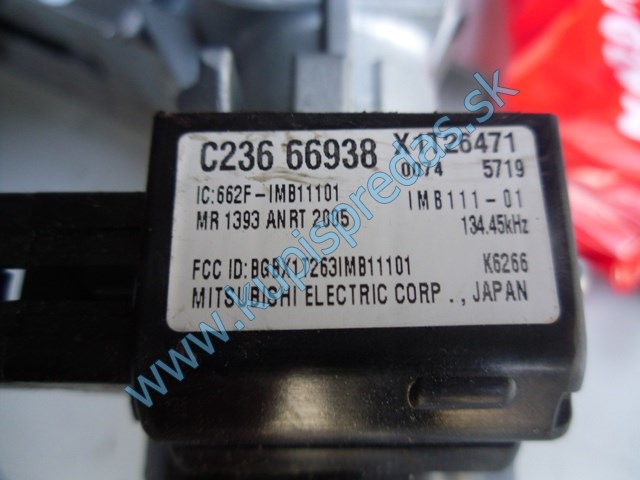 C236 66938 X1T26471
0074 5719
IC:662F-IMB11101 IMB111-01
MR 1393 ANRT 2005 134.45kHz
FCC ID:BGBX1T263IMB11101 K6266
MITSUBISHI ELECTRIC CORP., JAPAN
www.kupispredas.sk